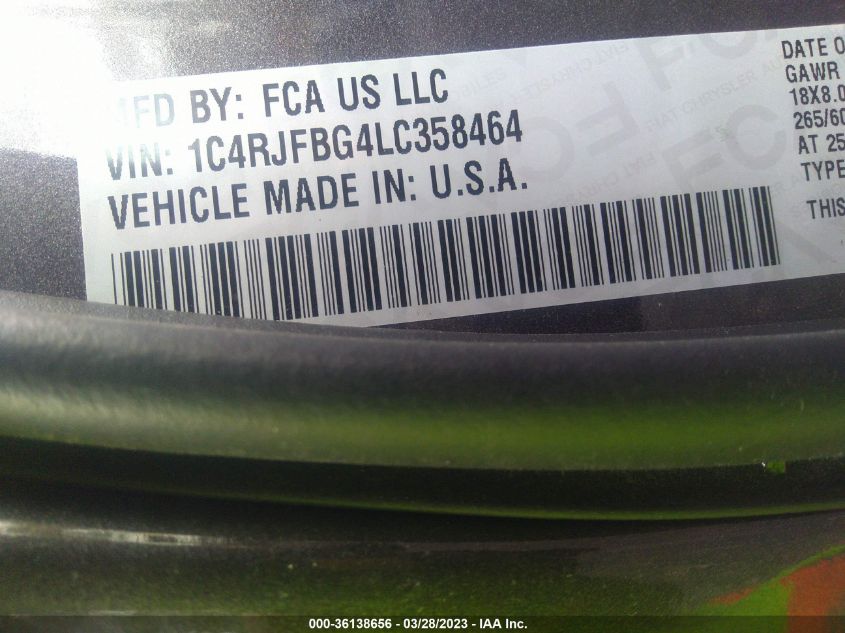 MFD BY: FCA US LLC
VIN: 1C4RJFBG4LC358464
VEHICLE MADE IN: U.S.A.
DATE O
GAWR
18X8.0
265/60
AT 25
TYPE
THIS
000-36138656 - 03/28/2023 - IAA Inc.